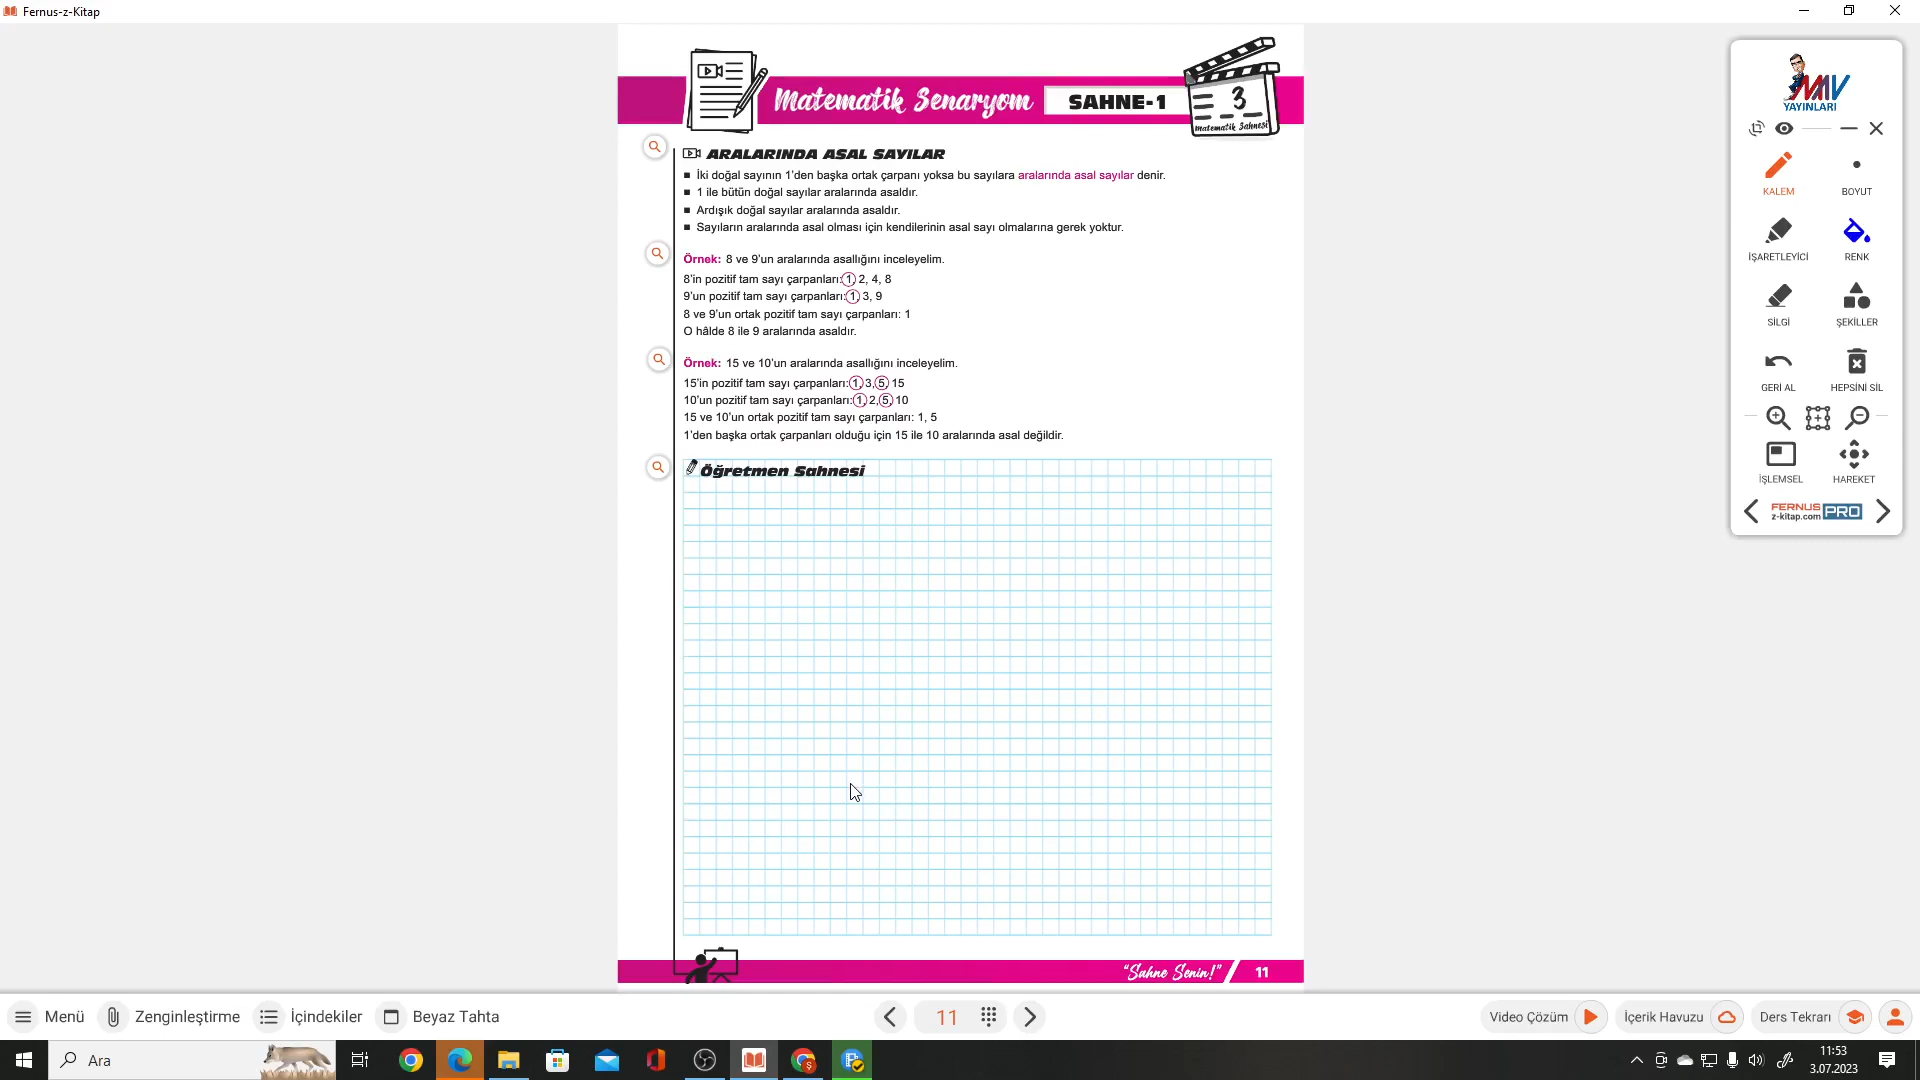 Fernus-z-Kitap
Matematik Senaryom
SAHNE-1
3
Matematik Sahnesi
ARALARINDA ASAL SAYILAR
■ İki doğal sayının 1’den başka ortak çarpanı yoksa bu sayılara aralarında asal sayılar denir.
■ 1 ile bütün doğal sayılar aralarında asaldır.
■ Ardışık doğal sayılar aralarında asaldır.
■ Sayıların aralarında asal olması için kendilerinin asal sayı olmalarına gerek yoktur.
Örnek: 8 ve 9’un aralarında asallığını inceleyelim.
8’in pozitif tam sayı çarpanları: 1, 2, 4, 8
9’un pozitif tam sayı çarpanları: 1, 3, 9
8 ve 9’un ortak pozitif tam sayı çarpanları: 1
O hâlde 8 ile 9 aralarında asaldır.
Örnek: 15 ve 10’un aralarında asallığını inceleyelim.
15’in pozitif tam sayı çarpanları: 1, 3, 5, 15
10’un pozitif tam sayı çarpanları: 1, 2, 5, 10
15 ve 10’un ortak pozitif tam sayı çarpanları: 1, 5
1’den başka ortak çarpanları olduğu için 15 ile 10 aralarında asal değildir.
Öğretmen Sahnesi
"Sahne Senin!"
11
MAV
YAYINLARI
KALEM
BOYUT
İŞARETLEYİCİ
RENK
SİLGİ
ŞEKİLLER
GERİ AL
HEPSİNİ SİL
İŞLEMSEL
HAREKET
FERNUS
z-kitap.com
PRO
Menü
Zenginleştirme
İçindekiler
Beyaz Tahta
11
Video Çözüm
İçerik Havuzu
Ders Tekrarı
Ara
11:53
3.07.2023